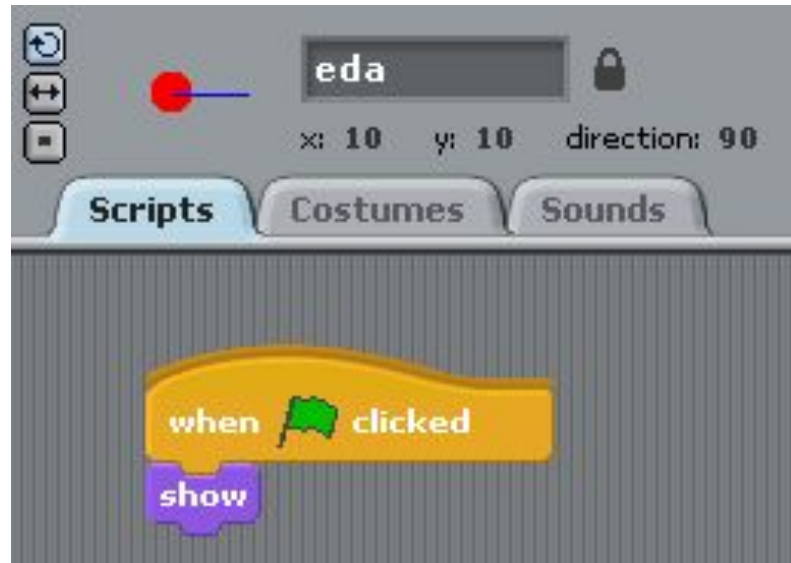 eda
x: 10 y: 10 direction: 90
Scripts Costumes Sounds
when clicked
show